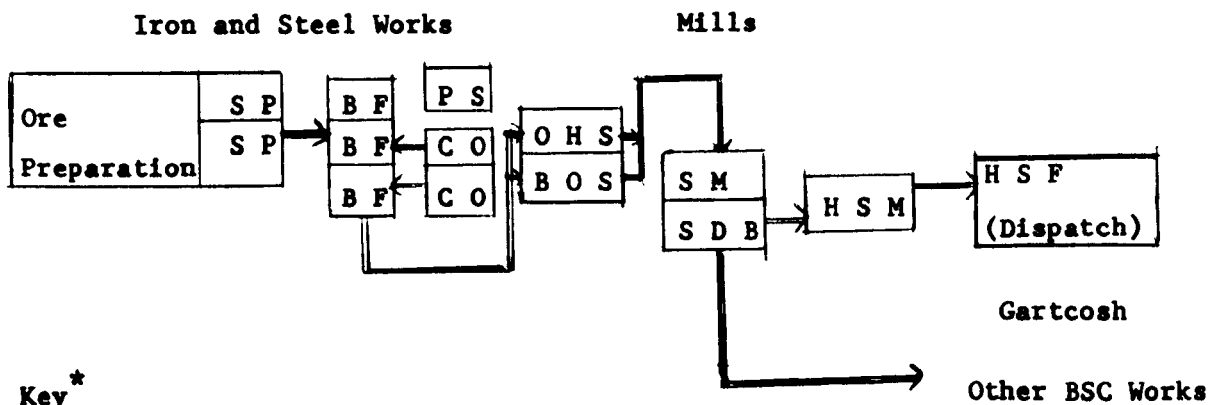 Iron and Steel Works
Mills
Ore
Preparation
S P
S P
B F
B F
B F
P S
C O
C O
O H S
B O S
S M
S D B
H S M
H S F
(Dispatch)
Gartcosh
Other BSC Works
Key*